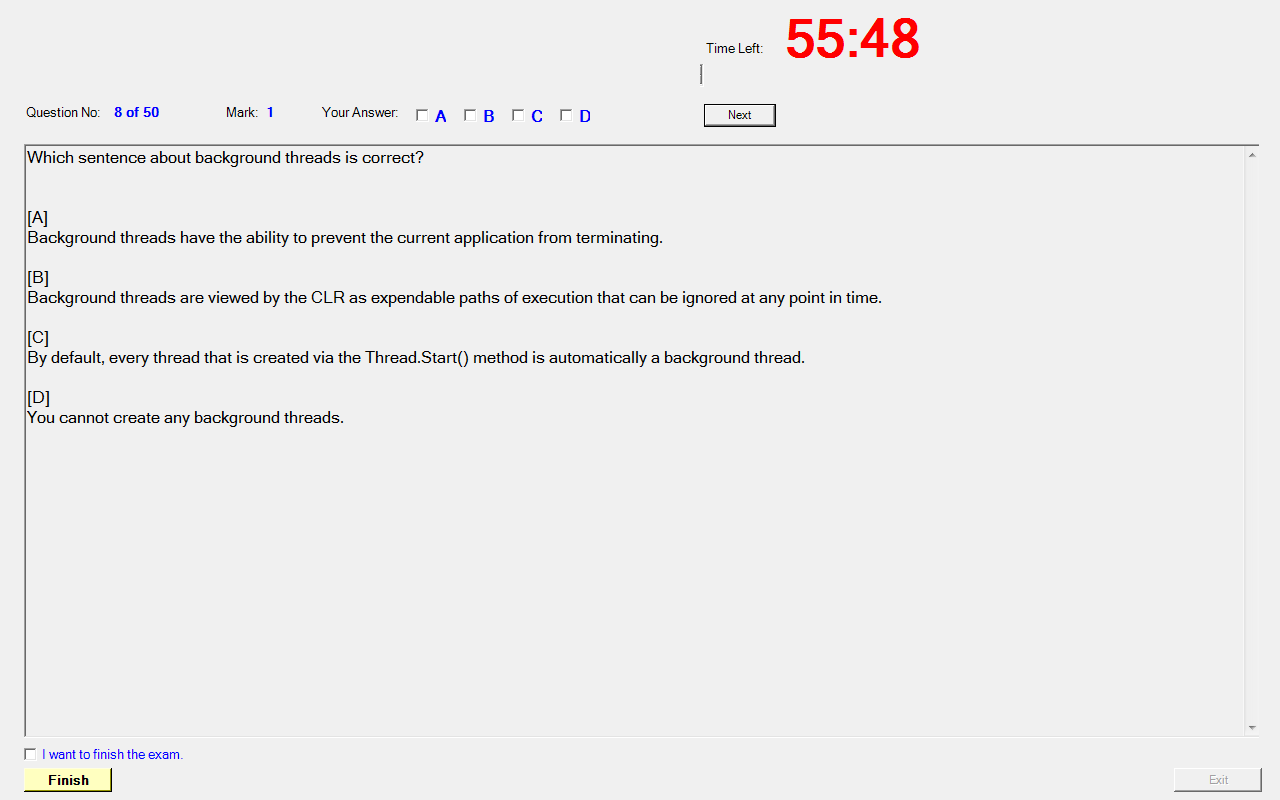 Time Left: 55:48
Question No: 8 of 50 Mark: 1 Your Answer: A B C D Next
Which sentence about background threads is correct?
[A]
Background threads have the ability to prevent the current application from terminating.
[B]
Background threads are viewed by the CLR as expendable paths of execution that can be ignored at any point in time.
[C]
By default, every thread that is created via the Thread.Start() method is automatically a background thread.
[D]
You cannot create any background threads.
I want to finish the exam.
Finish Exit